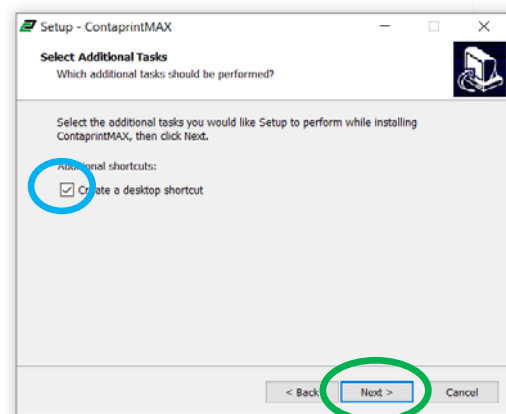 Setup - ContaprintMAX
Select Additional Tasks
Which additional tasks should be performed?
Select the additional tasks you would like Setup to perform while installing
ContaprintMAX, then click Next.
Additional shortcuts:
Create a desktop shortcut
< Back
Next >
Cancel